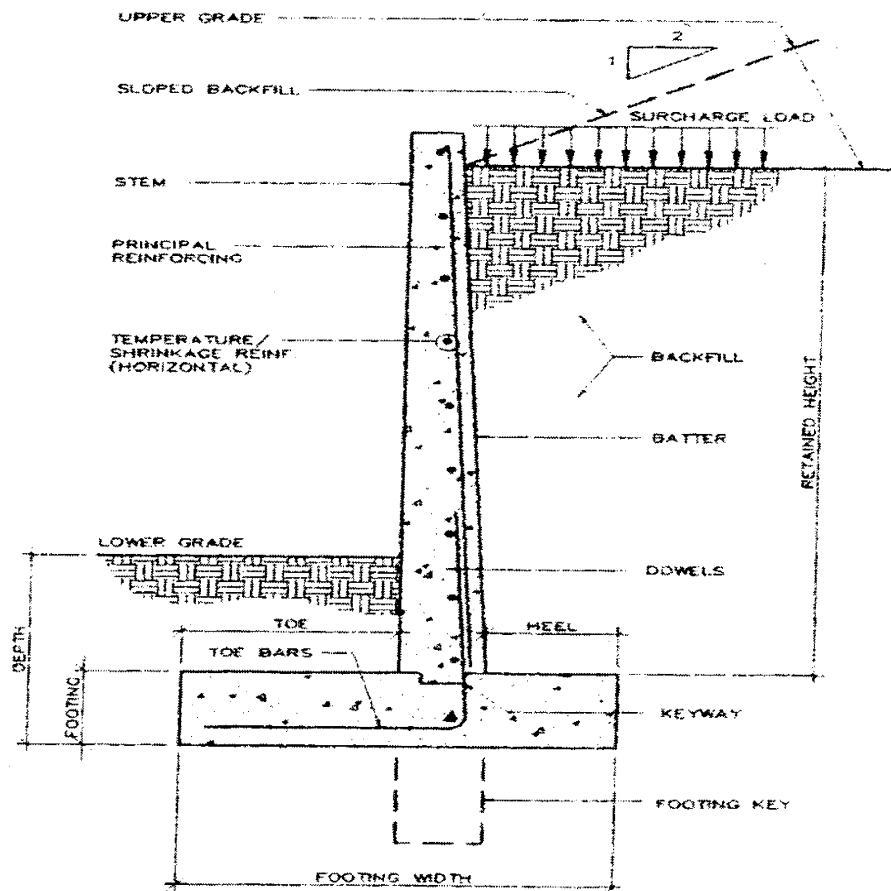 UPPER GRADE
2
1
SLOPED BACKFILL
SURCHARGE LOAD
STEM
PRINCIPAL
REINFORCING
TEMPERATURE/
SHRINKAGE REINF.
(HORIZONTAL)
BACKFILL
RETAINED HEIGHT
BATTER
LOWER GRADE
DOWELS
TOE
HEEL
TOE BARS
DEPTH
FOOTING
KEYWAY
FOOTING KEY
FOOTING WIDTH